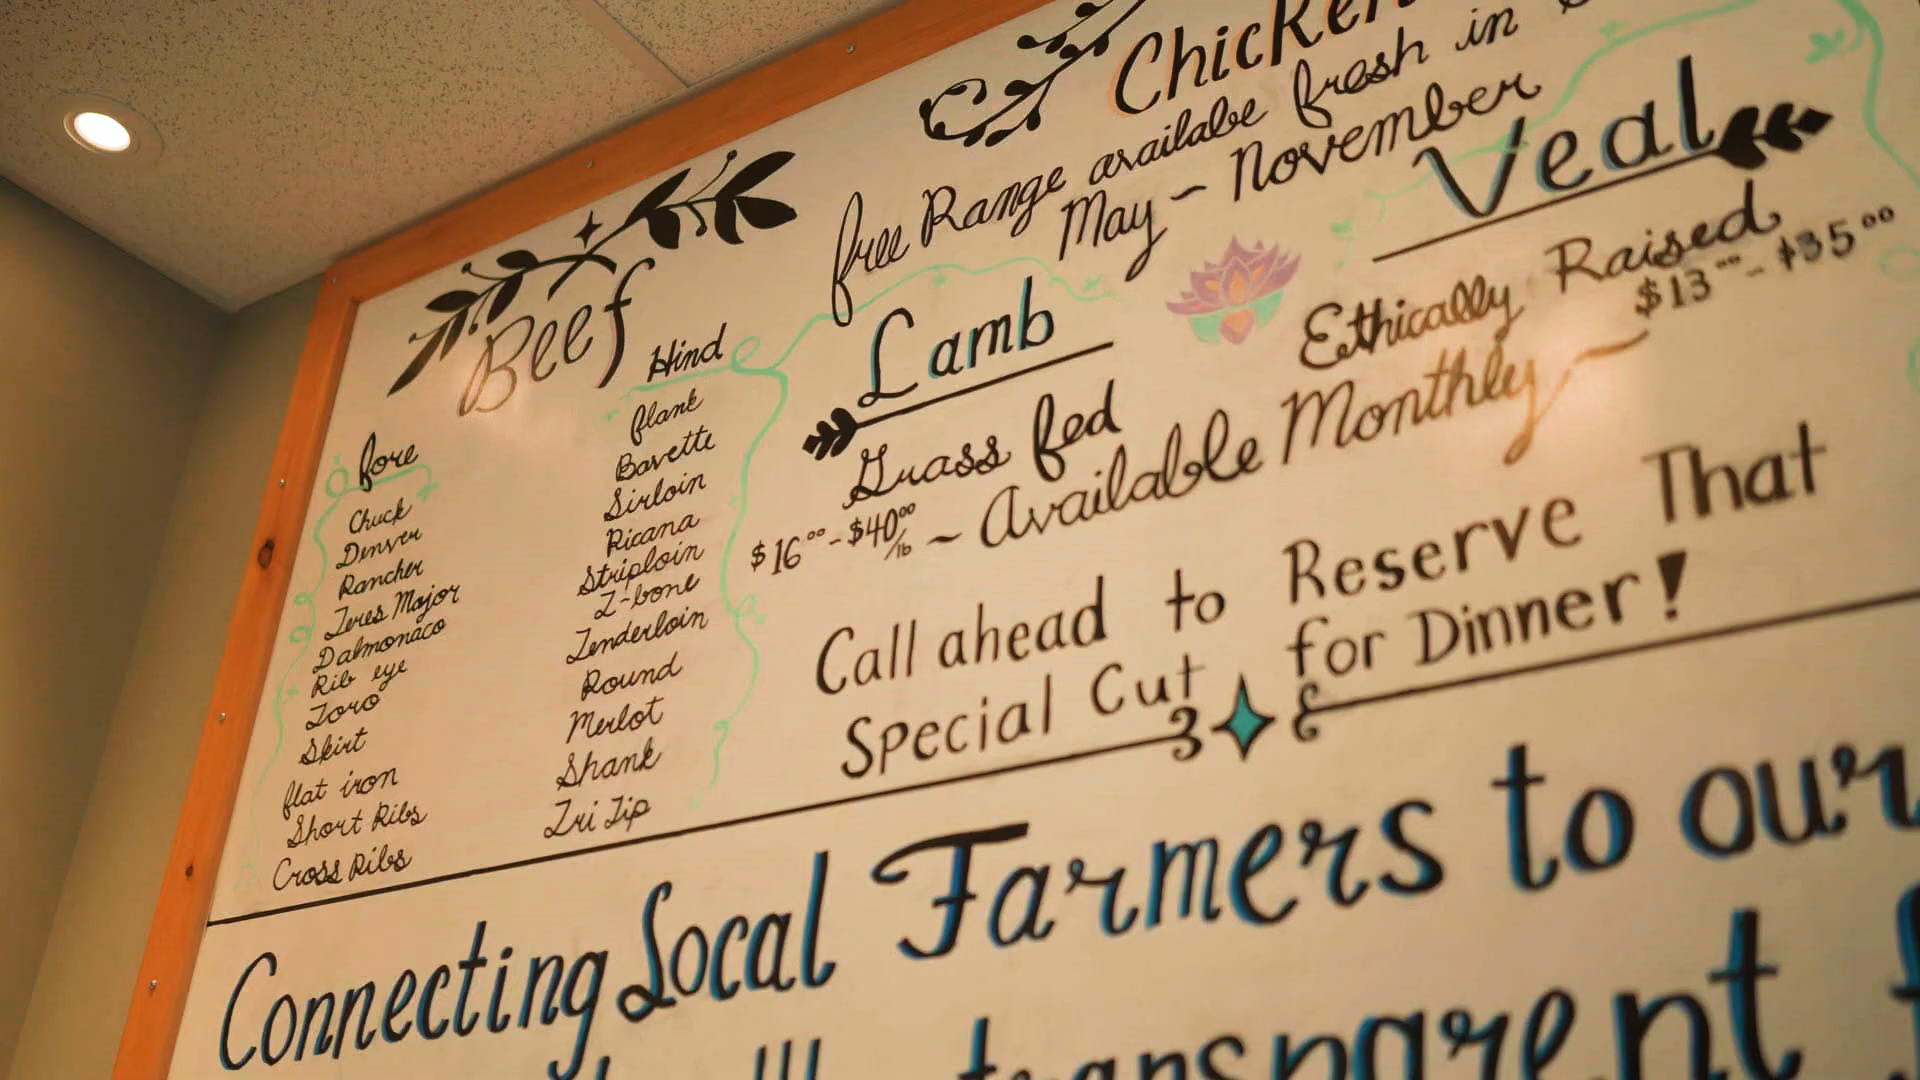 Beef
fore
Chuck
Denver
Rancher
Teres Major
Dalmonaco
Rib eye
Toro
Skirt
flat iron
Short Ribs
Cross Ribs
Hind
flank
Bavette
Sirloin
Picana
Striploin
T-bone
Tenderloin
Round
Merlot
Shank
Tri Tip
Chicken
free Range availabe fresh in
May ~ November
Lamb
Grass fed
$16⁰⁰-$40⁰⁰/lb ~ Available Monthly ~
Veal
Ethically Raised
$13⁰⁰-$35⁰⁰
Call ahead to Reserve That
Special Cut for Dinner!
Connecting Local Farmers to our
transparent